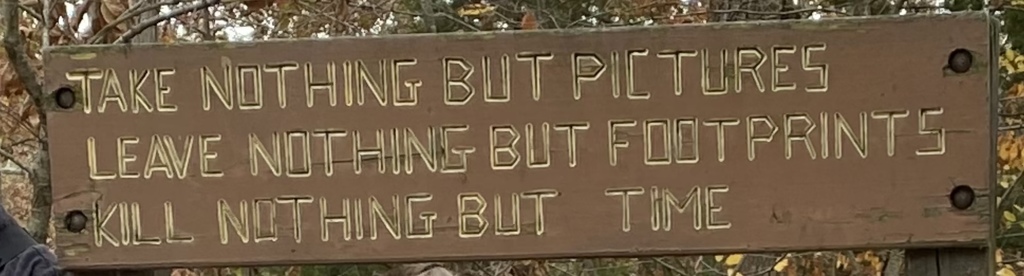 TAKE NOTHING BUT PICTURES
LEAVE NOTHING BUT FOOTPRINTS
KILL NOTHING BUT TIME